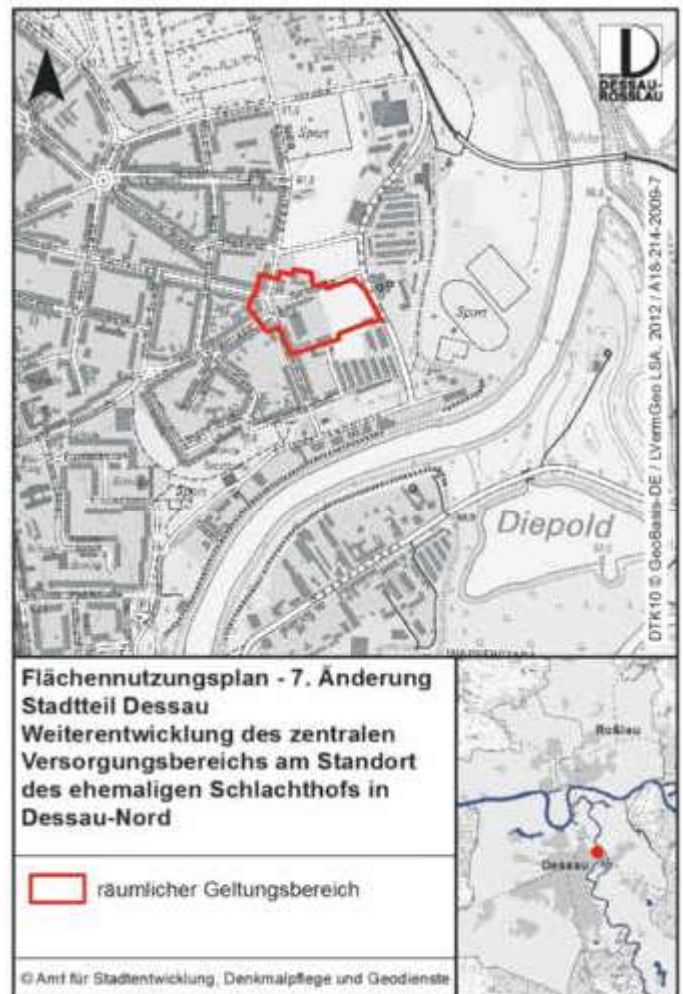 DESSAU-
ROSSLAU
Sport
Sport
Sport
Diepold
DTK10 © GeoBasis-DE / LVermGeo LSA, 2012 / A18-214-2009-7
Flächennutzungsplan - 7. Änderung
Stadtteil Dessau
Weiterentwicklung des zentralen
Versorgungsbereichs am Standort
des ehemaligen Schlachthofs in
Dessau-Nord
räumlicher Geltungsbereich
© Amt für Stadtentwicklung, Denkmalpflege und Geodienste
Roßlau
Dessau